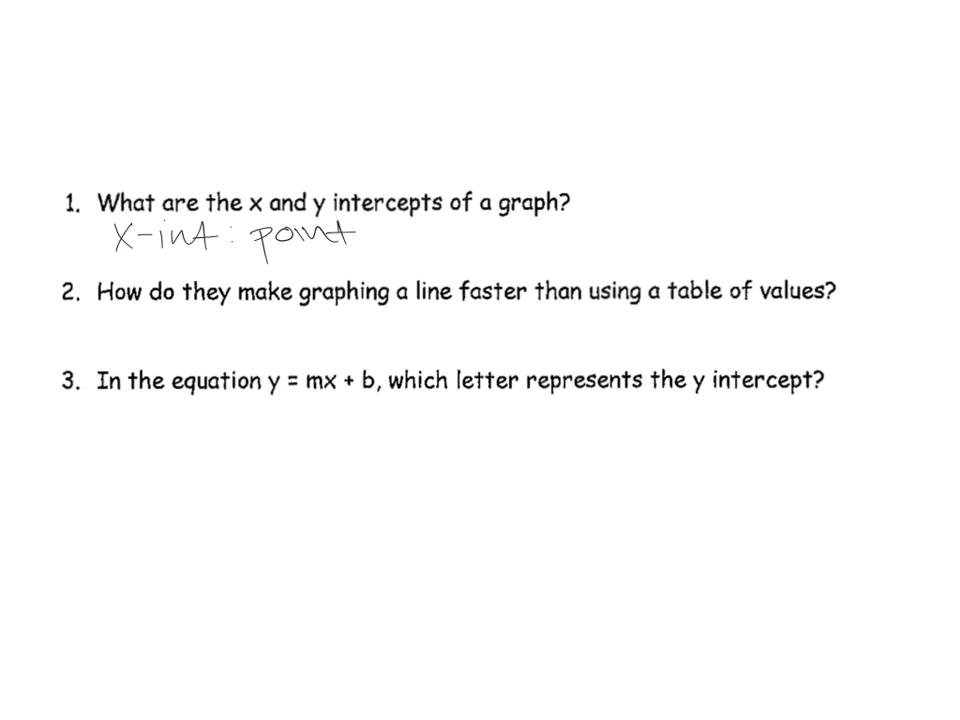 1. What are the x and y intercepts of a graph?
x-int: point
2. How do they make graphing a line faster than using a table of values?
3. In the equation y = mx + b, which letter represents the y intercept?